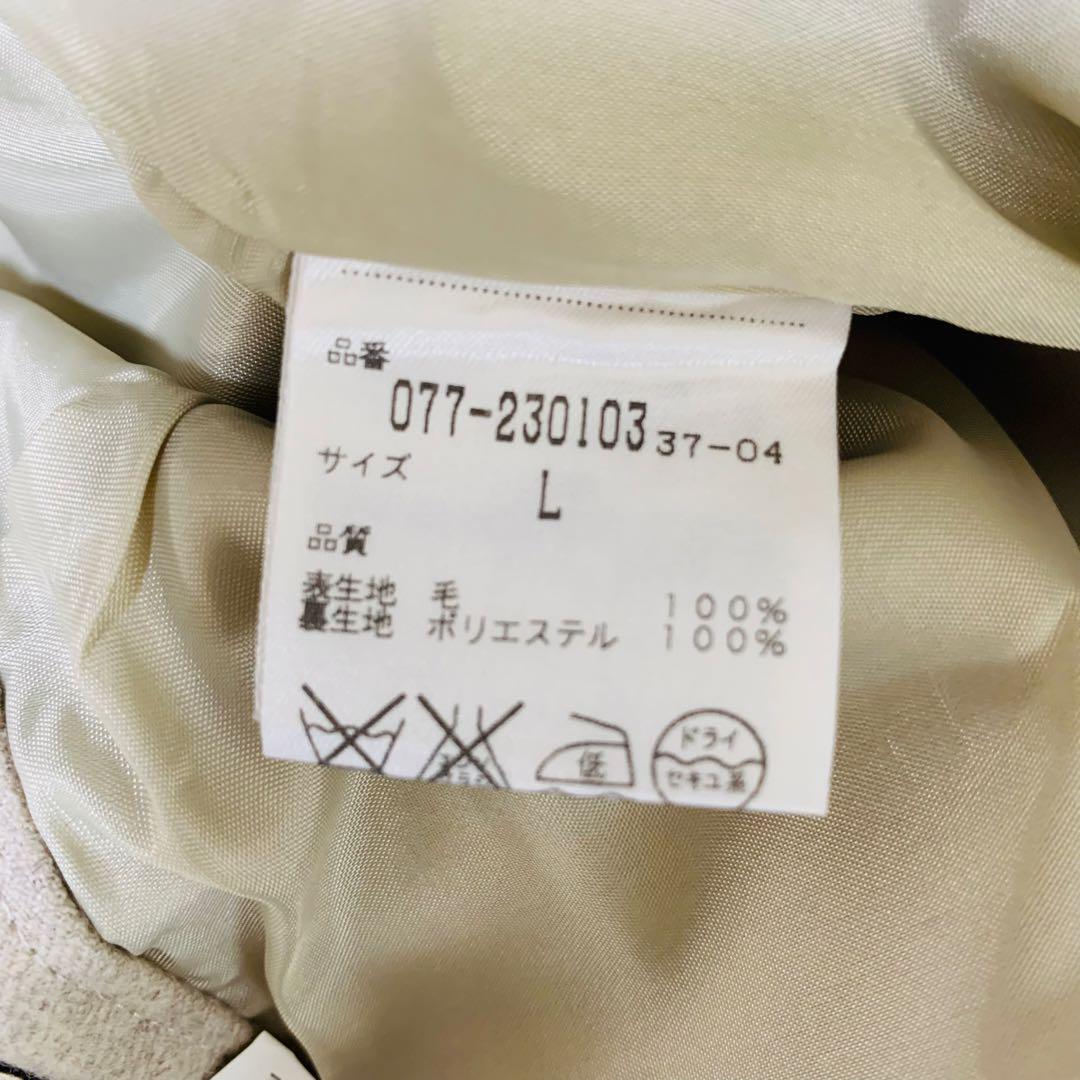 品番
077-230103 37-04
サイズ
L
品質
表生地 毛 100%
裏生地 ポリエステル 100%
低
ドライ
セキユ系